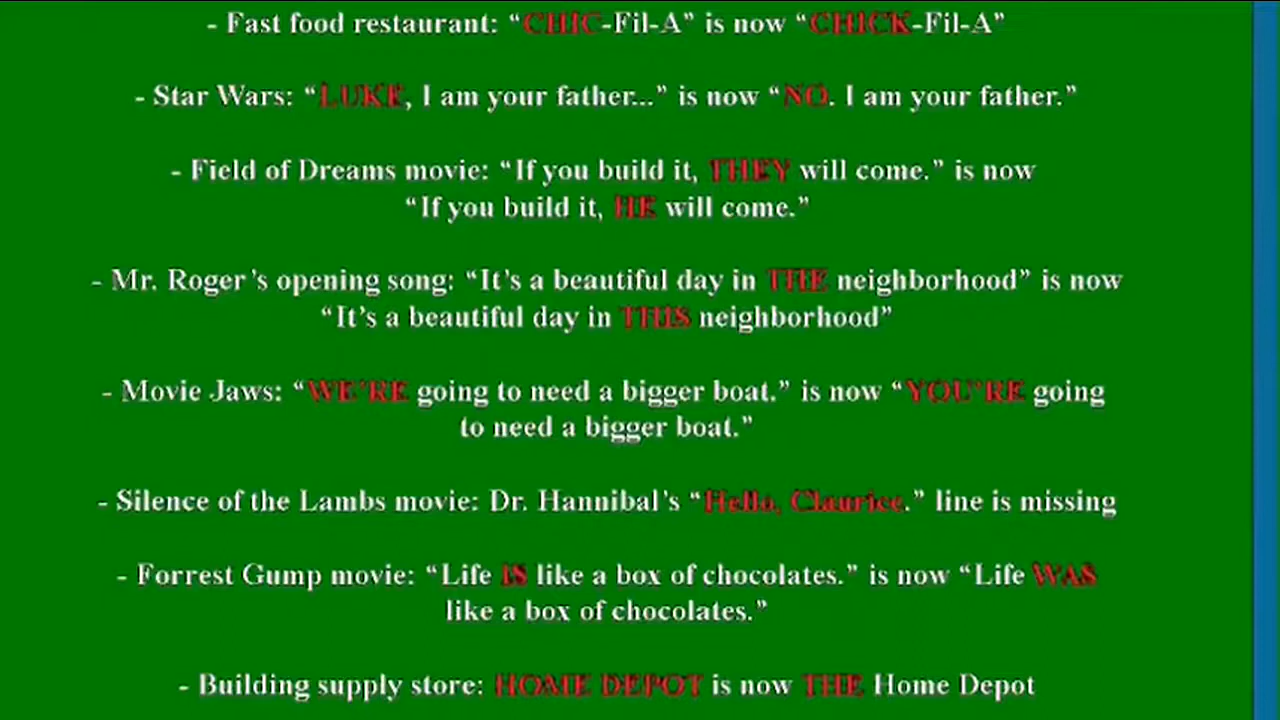 - Fast food restaurant: “CHIC-Fil-A” is now “CHICK-Fil-A”
- Star Wars: “LUKE, I am your father...” is now “NO. I am your father.”
- Field of Dreams movie: “If you build it, THEY will come.” is now
“If you build it, HE will come.”
- Mr. Roger’s opening song: “It’s a beautiful day in THE neighborhood” is now
“It’s a beautiful day in THIS neighborhood”
- Movie Jaws: “WE’RE going to need a bigger boat.” is now “YOU’RE going
to need a bigger boat.”
- Silence of the Lambs movie: Dr. Hannibal’s “Hello, Claurice.” line is missing
- Forrest Gump movie: “Life IS like a box of chocolates.” is now “Life WAS
like a box of chocolates.”
- Building supply store: HOME DEPOT is now THE Home Depot